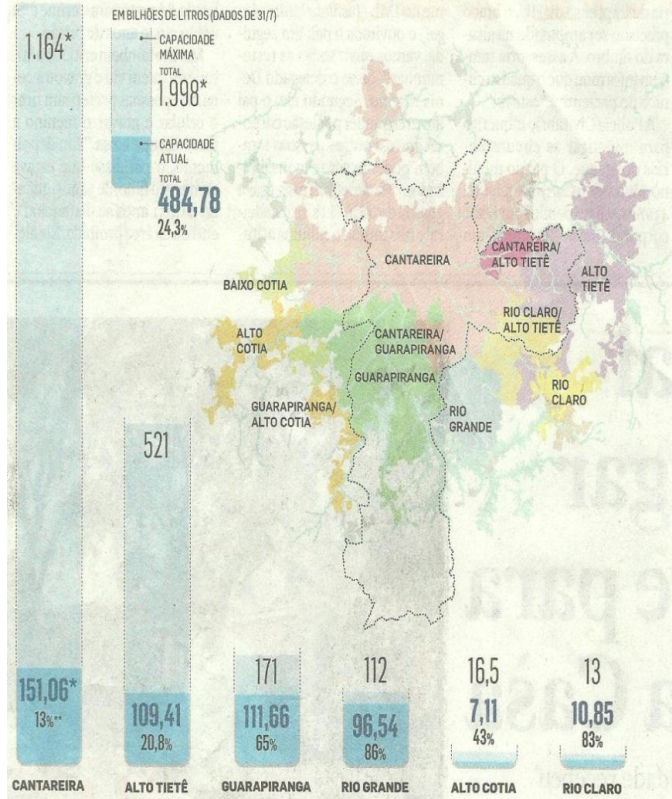 EM BILHÕES DE LITROS (DADOS DE 31/7)
1.164*
CAPACIDADE
MÁXIMA
TOTAL
1.998*
CAPACIDADE
ATUAL
TOTAL
484,78
24,3%
CANTAREIRA
CANTAREIRA/
ALTO TIETÊ
ALTO
TIETÊ
BAIXO COTIA
RIO CLARO/
ALTO TIETÊ
ALTO
COTIA
CANTAREIRA/
GUARAPIRANGA
GUARAPIRANGA
RIO
CLARO
GUARAPIRANGA/
ALTO COTIA
RIO
GRANDE
521
171
112
16,5
13
151,06*
13%**
109,41
20,8%
111,66
65%
96,54
86%
7,11
43%
10,85
83%
CANTAREIRA
ALTO TIETÊ
GUARAPIRANGA
RIO GRANDE
ALTO COTIA
RIO CLARO